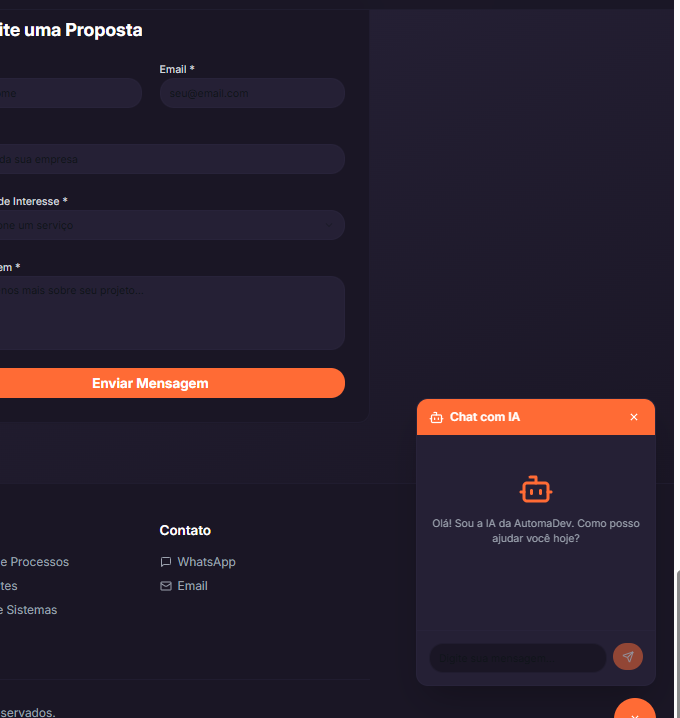 ite uma Proposta
Email *
me
seu@email.com
da sua empresa
de Interesse *
one um serviço
em *
nos mais sobre seu projeto...
Enviar Mensagem
Chat com IA
Olá! Sou a IA da AutomaDev. Como posso
ajudar você hoje?
Contato
e Processos
WhatsApp
tes
Email
e Sistemas
Digite sua mensagem...
servados.